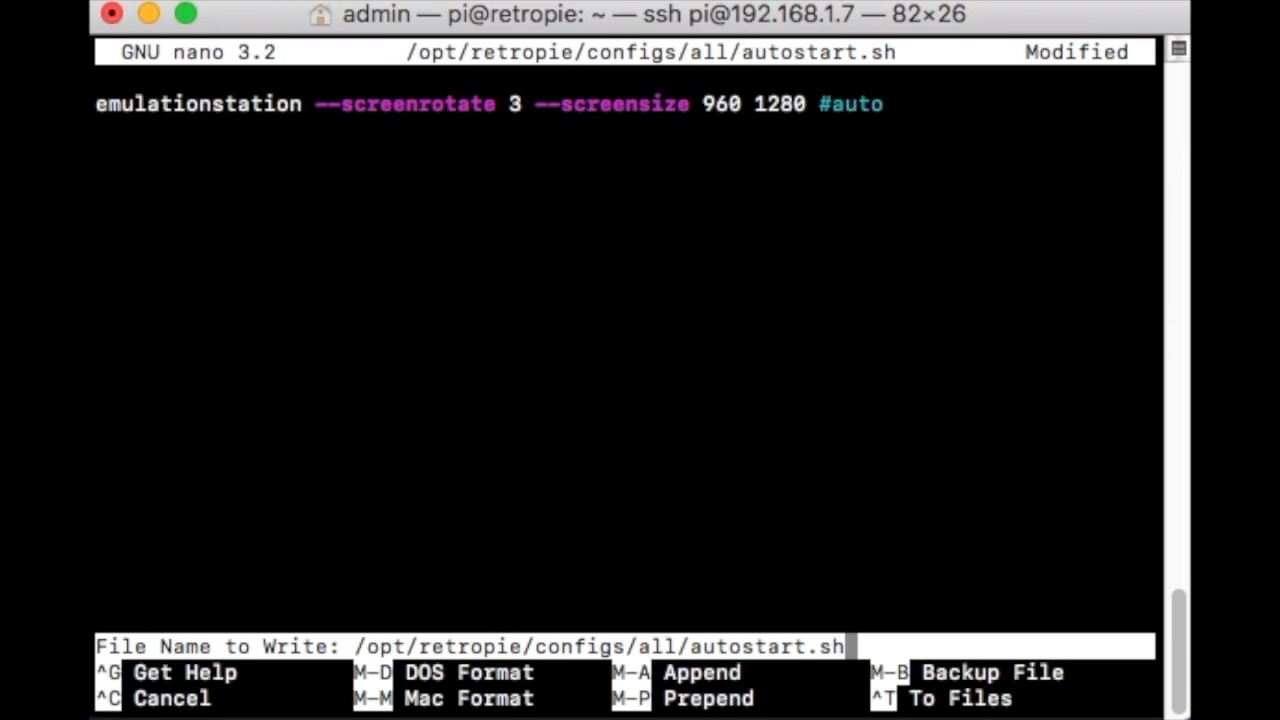 admin — pi@retropie: ~ — ssh pi@192.168.1.7 — 82×26
GNU nano 3.2 /opt/retropie/configs/all/autostart.sh Modified
emulationstation --screenrotate 3 --screensize 960 1280 #auto
File Name to Write: /opt/retropie/configs/all/autostart.sh
^G Get Help M-D DOS Format M-A Append M-B Backup File
^C Cancel M-M Mac Format M-P Prepend ^T To Files